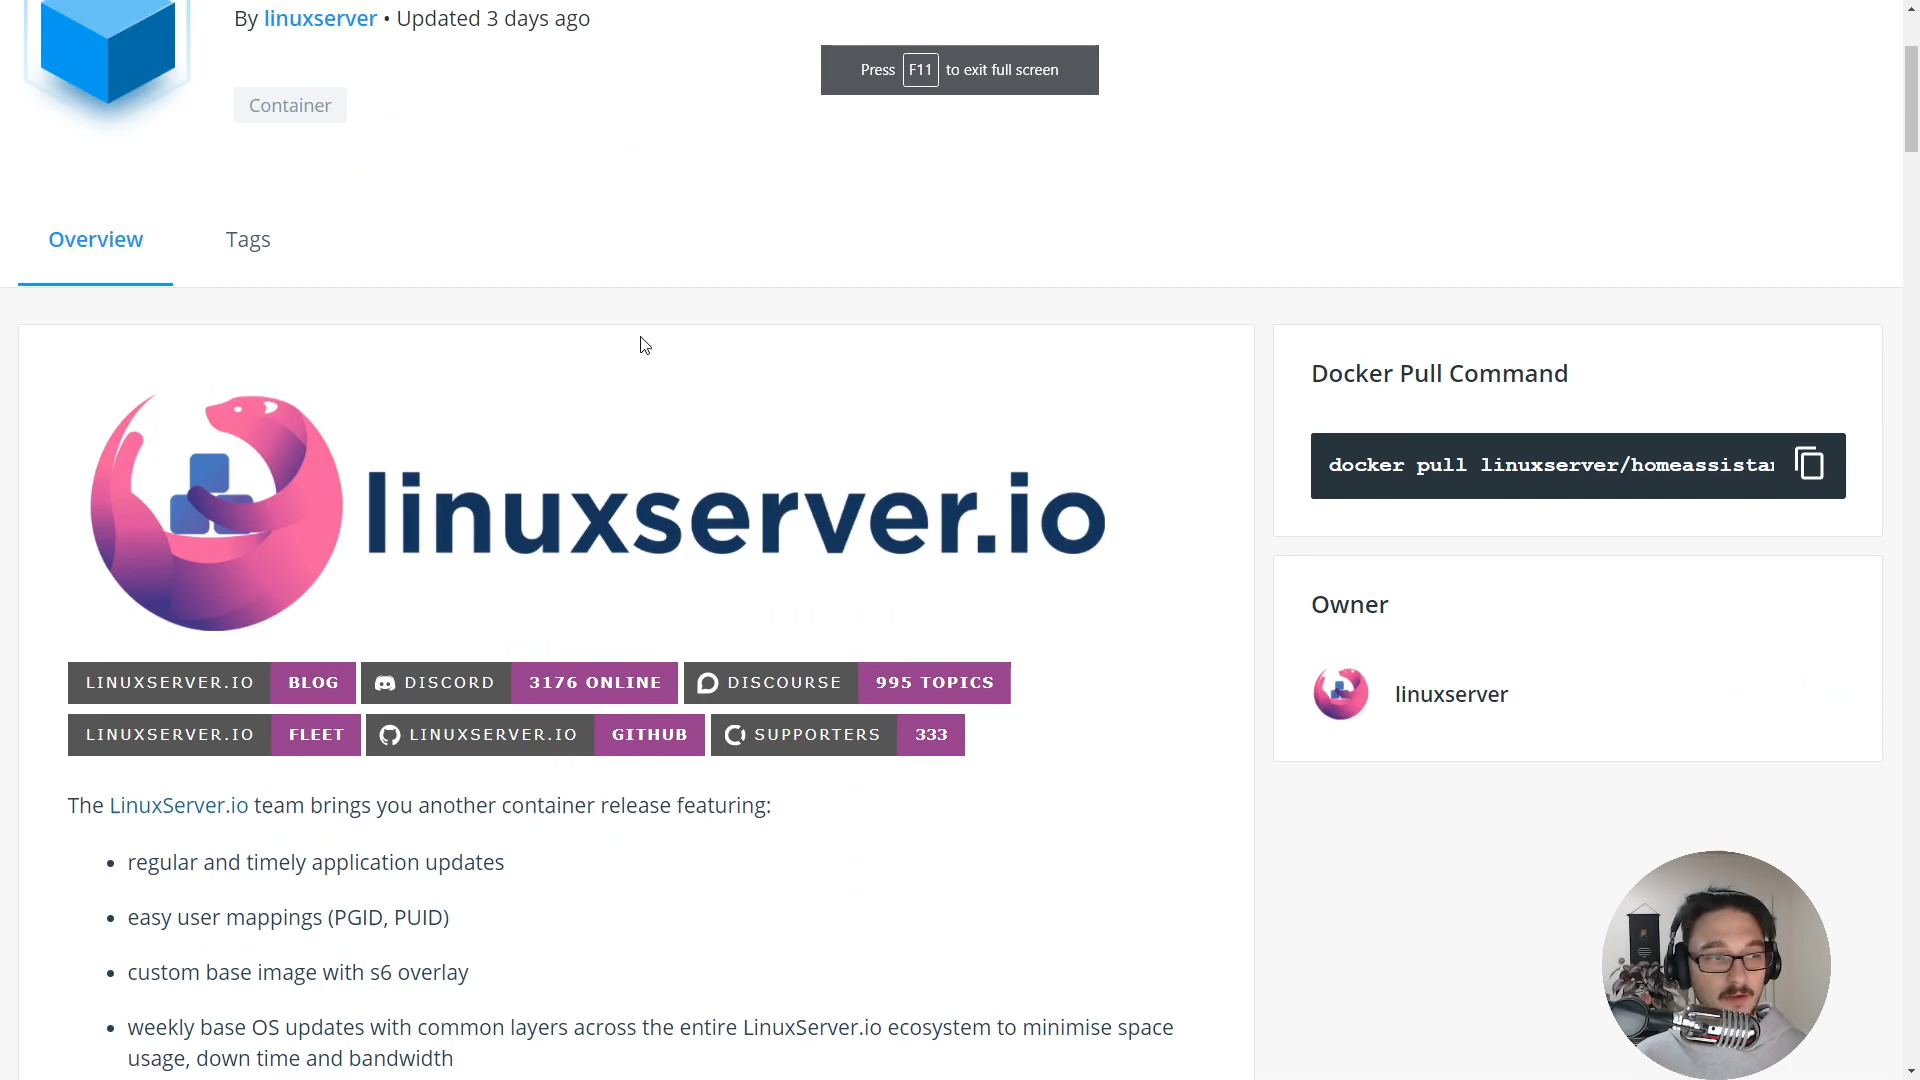 By linuxserver • Updated 3 days ago
Press F11 to exit full screen
Container
Overview
Tags
linuxserver.io
LINUXSERVER.IO BLOG
DISCORD 3176 ONLINE
DISCOURSE 995 TOPICS
LINUXSERVER.IO FLEET
LINUXSERVER.IO GITHUB
SUPPORTERS 333
The LinuxServer.io team brings you another container release featuring:
• regular and timely application updates
• easy user mappings (PGID, PUID)
• custom base image with s6 overlay
• weekly base OS updates with common layers across the entire LinuxServer.io ecosystem to minimise space
usage, down time and bandwidth
Docker Pull Command
docker pull linuxserver/homeassista
Owner
linuxserver